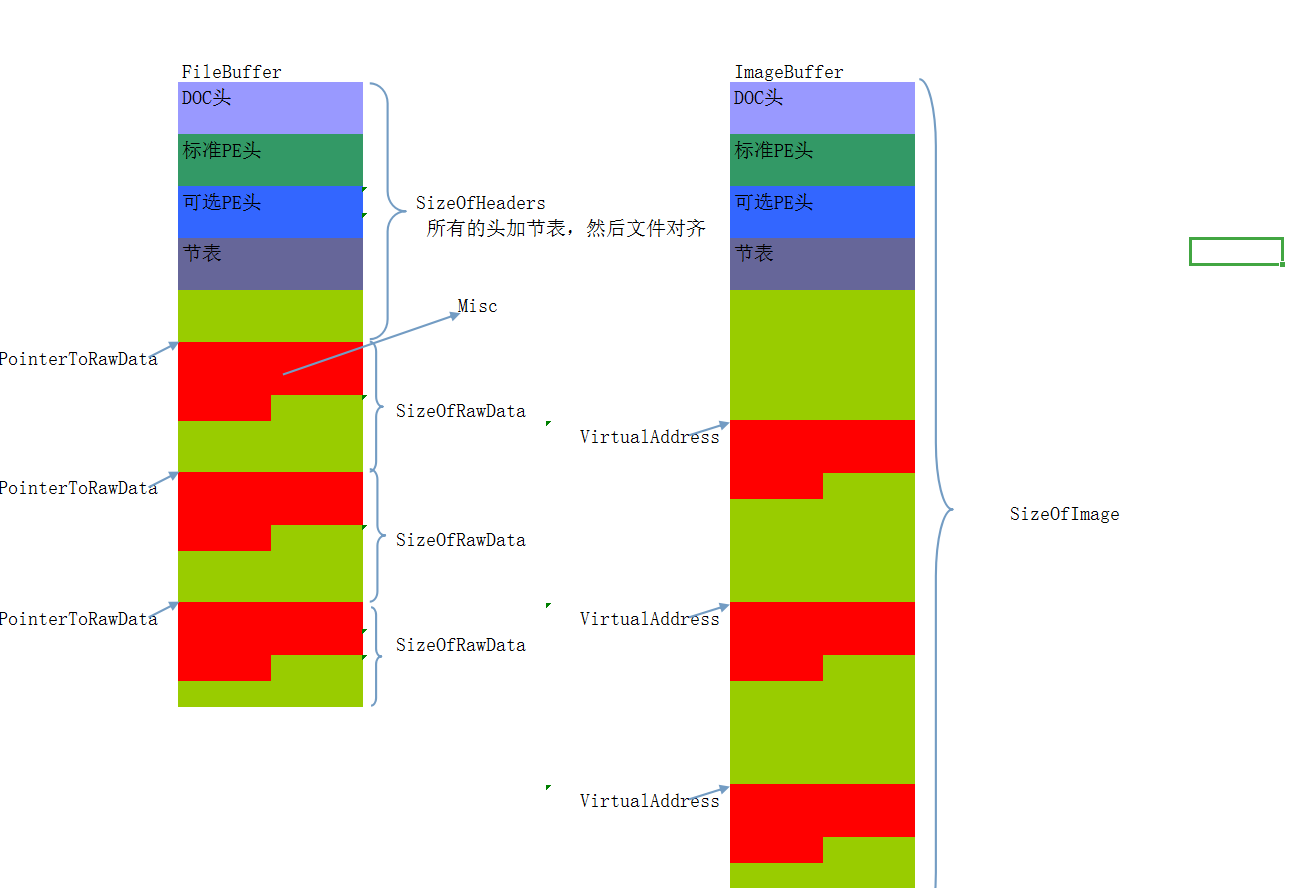 FileBuffer
DOC头
标准PE头
可选PE头
节表
SizeOfHeaders
所有的头加节表，然后文件对齐
Misc
PointerToRawData
SizeOfRawData
PointerToRawData
SizeOfRawData
PointerToRawData
SizeOfRawData
ImageBuffer
DOC头
标准PE头
可选PE头
节表
VirtualAddress
SizeOfImage
VirtualAddress
VirtualAddress